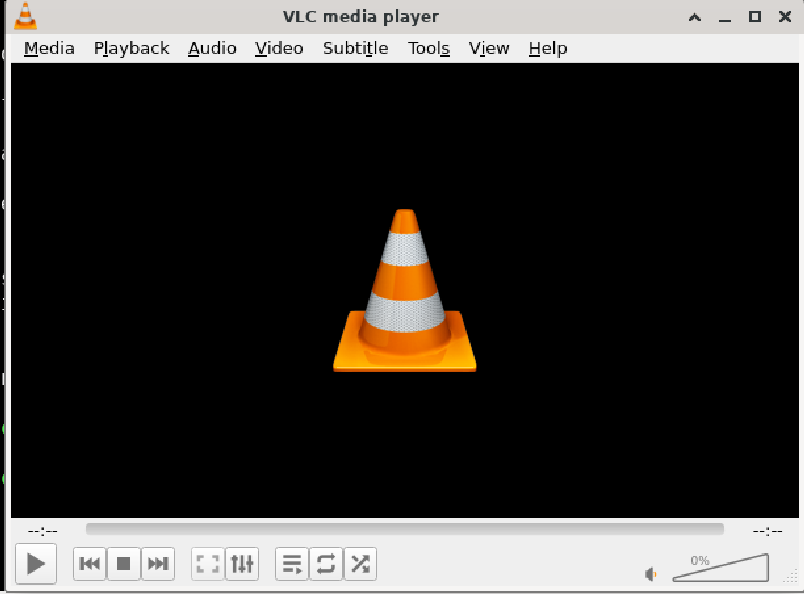 VLC media player
Media Playback Audio Video Subtitle Tools View Help
--:-- --:--
0%